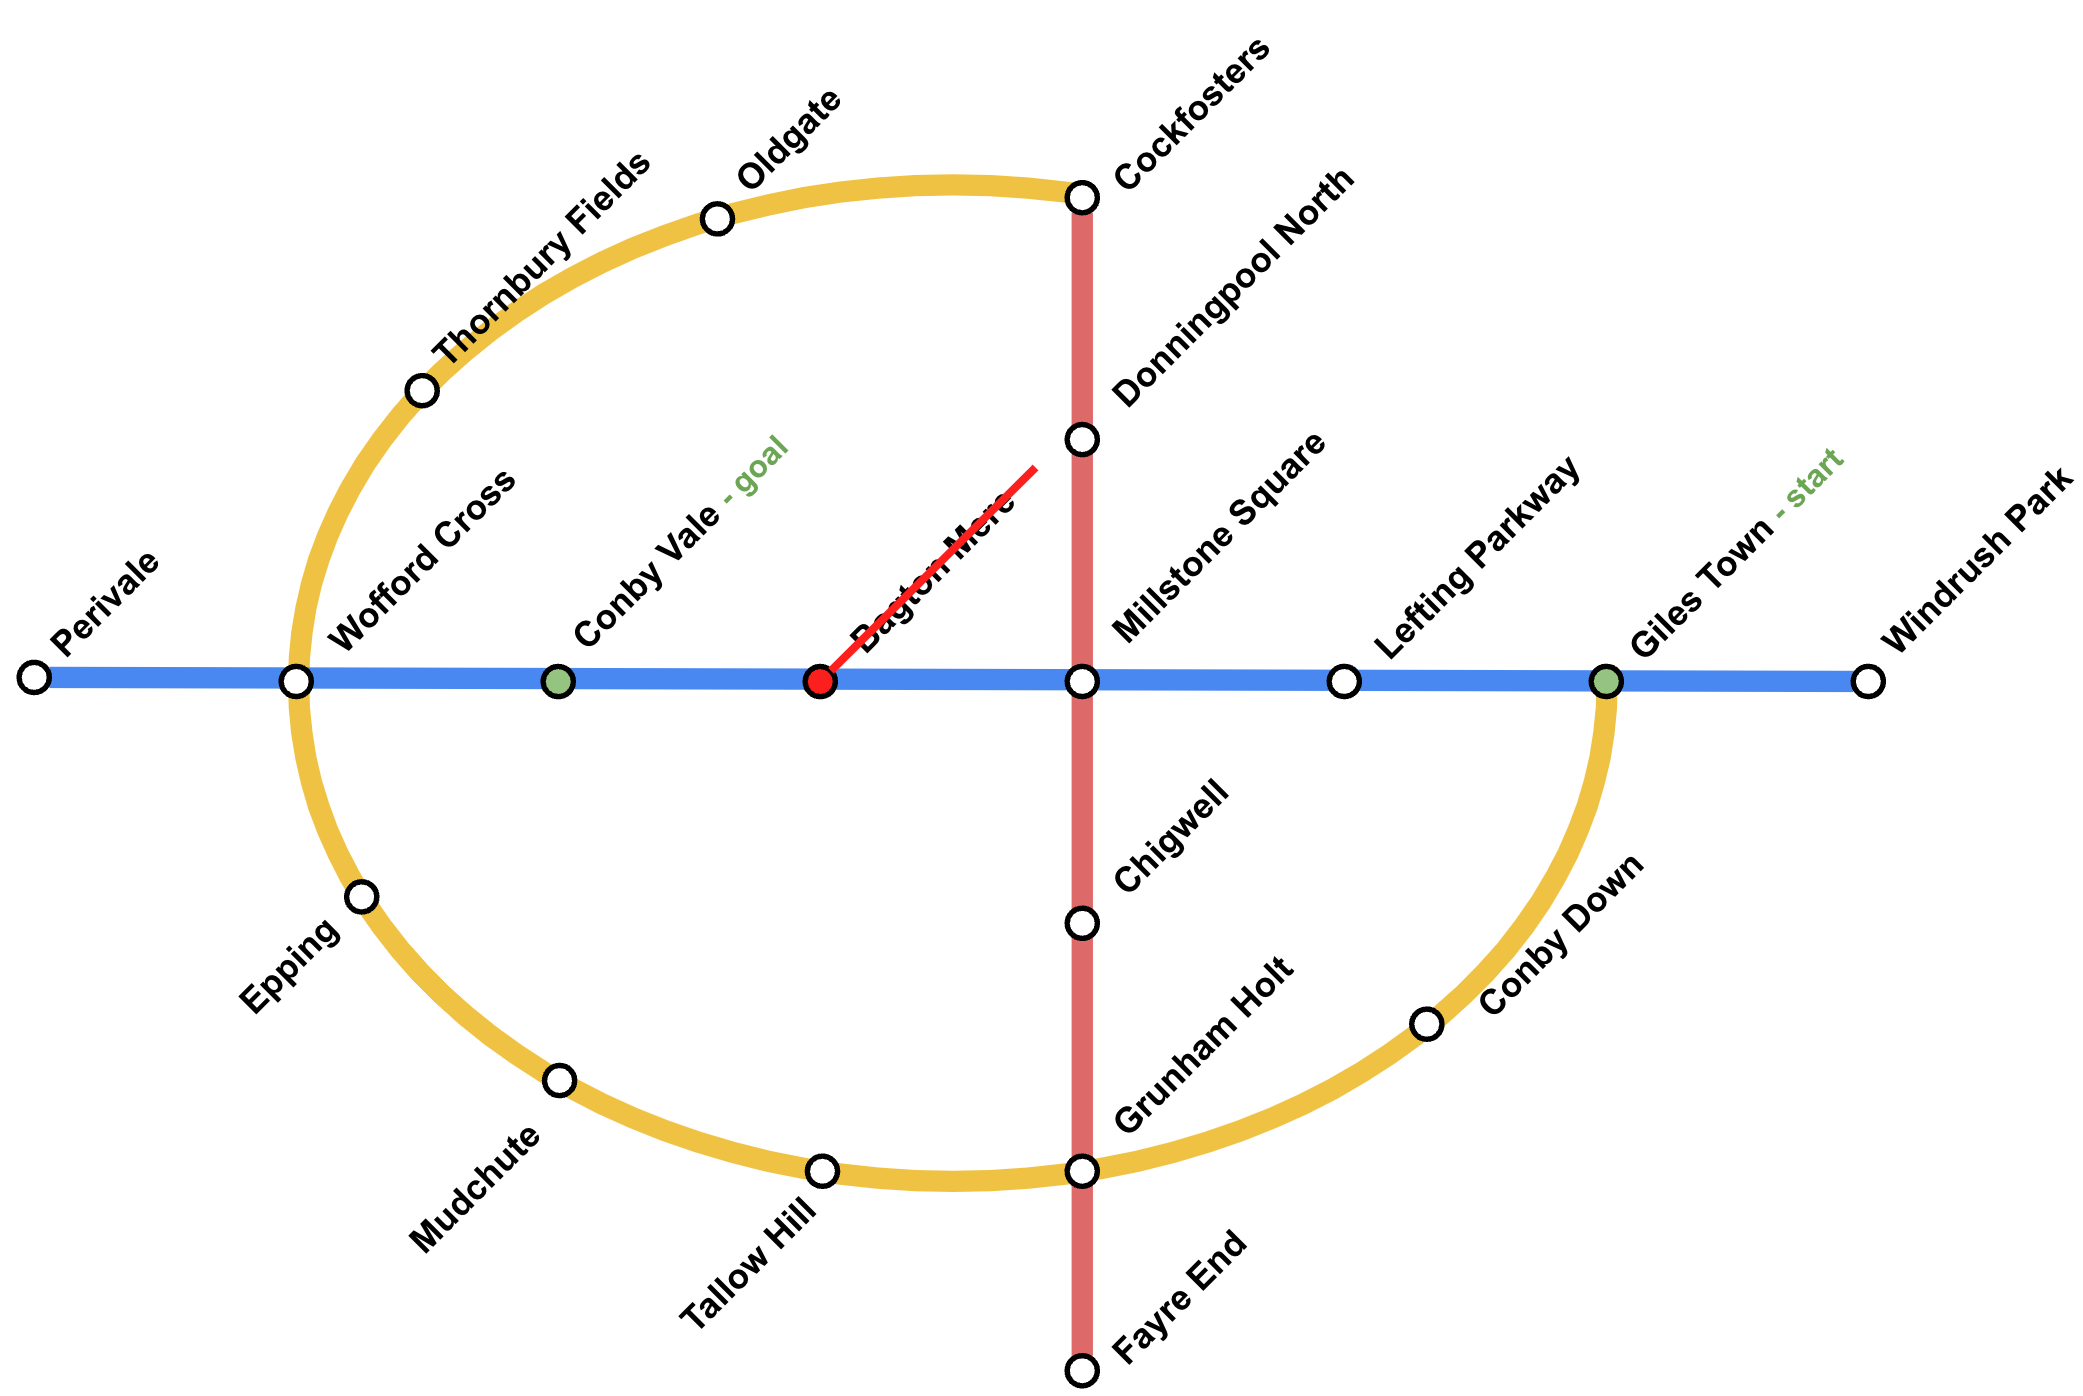 Cockfosters
Oldgate
Thornbury Fields
Donningpool North
Perivale
Wofford Cross
Conby Vale - goal
Bagton Mere
Millstone Square
Lefting Parkway
Giles Town - start
Windrush Park
Chigwell
Epping
Conby Down
Grunham Holt
Mudchute
Tallow Hill
Fayre End